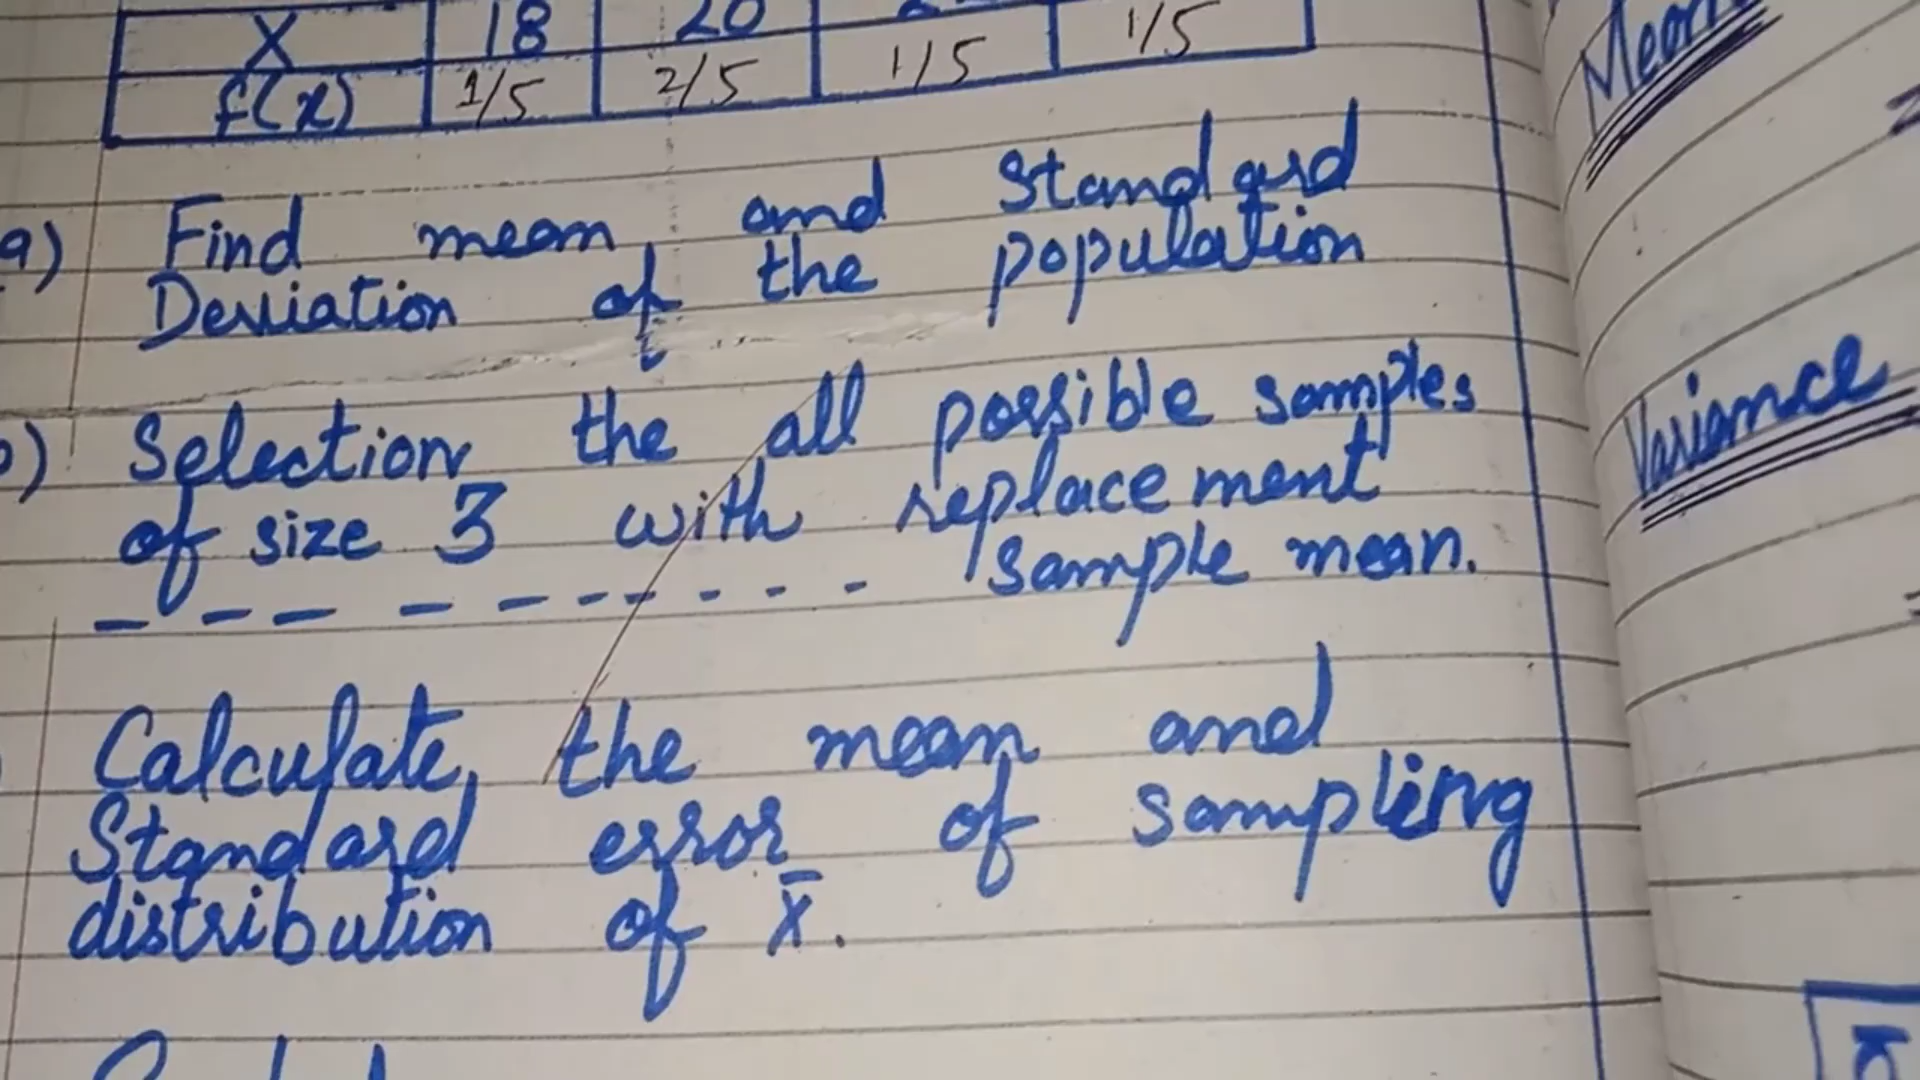 X 18 20
f(x) 1/5 2/5 1/5 1/5
a) Find mean and Standard
Deviation of the population
Selection the all possible samples
of size 3 with replacement
sample mean.
Calculate, the mean and
Standard error of sampling
distribution of x̄.
Variance